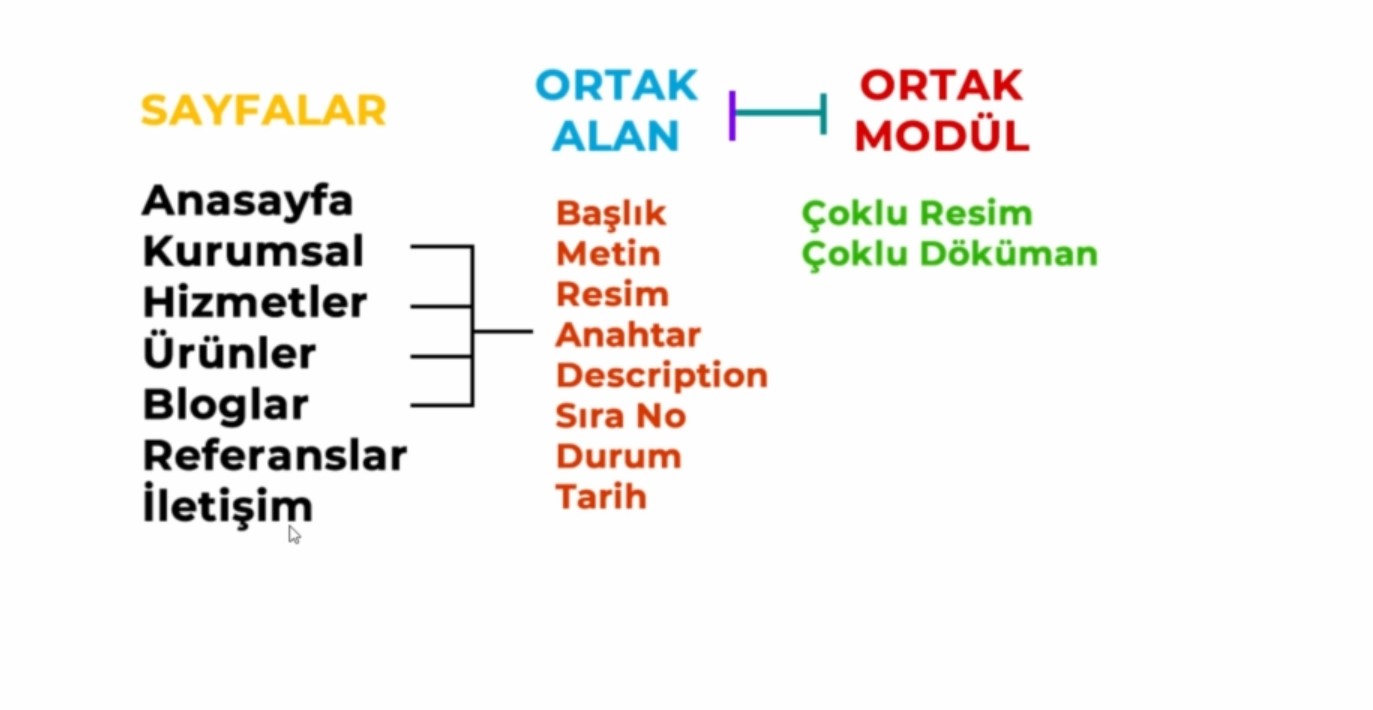 SAYFALAR
Anasayfa
Kurumsal
Hizmetler
Ürünler
Bloglar
Referanslar
İletişim
ORTAK
ALAN
Başlık
Metin
Resim
Anahtar
Description
Sıra No
Durum
Tarih
ORTAK
MODÜL
Çoklu Resim
Çoklu Döküman